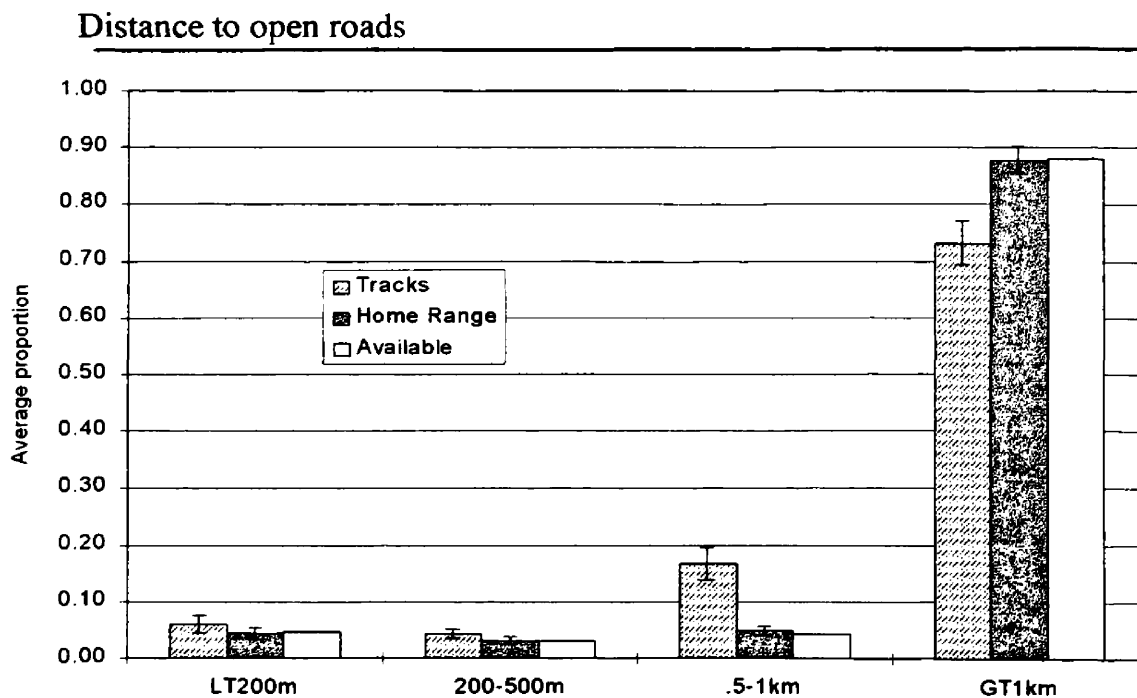 Distance to open roads
1.00
0.90
0.80
0.70
0.60
0.50
0.40
0.30
0.20
0.10
0.00
Average proportion
Tracks
Home Range
Available
LT200m
200-500m
.5-1km
GT1km